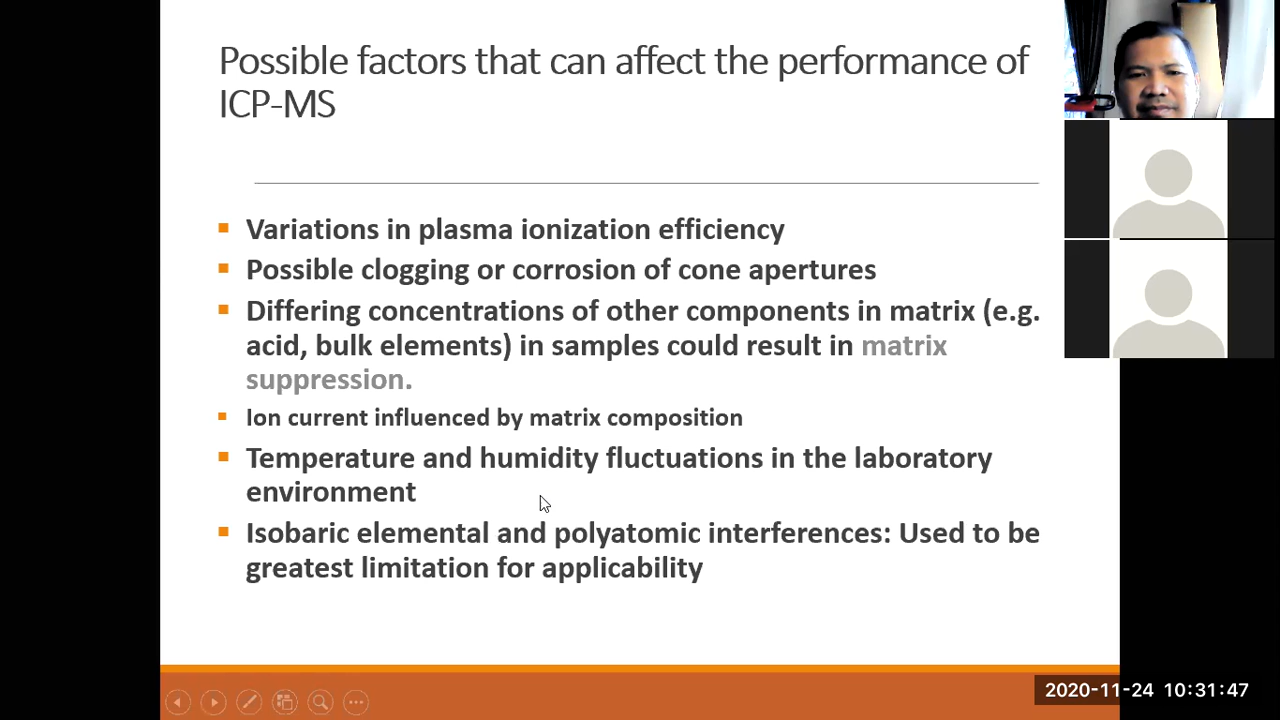 Possible factors that can affect the performance of
ICP-MS
▪ Variations in plasma ionization efficiency
▪ Possible clogging or corrosion of cone apertures
▪ Differing concentrations of other components in matrix (e.g.
acid, bulk elements) in samples could result in matrix
suppression.
▪ Ion current influenced by matrix composition
▪ Temperature and humidity fluctuations in the laboratory
environment
▪ Isobaric elemental and polyatomic interferences: Used to be
greatest limitation for applicability
2020-11-24 10:31:47